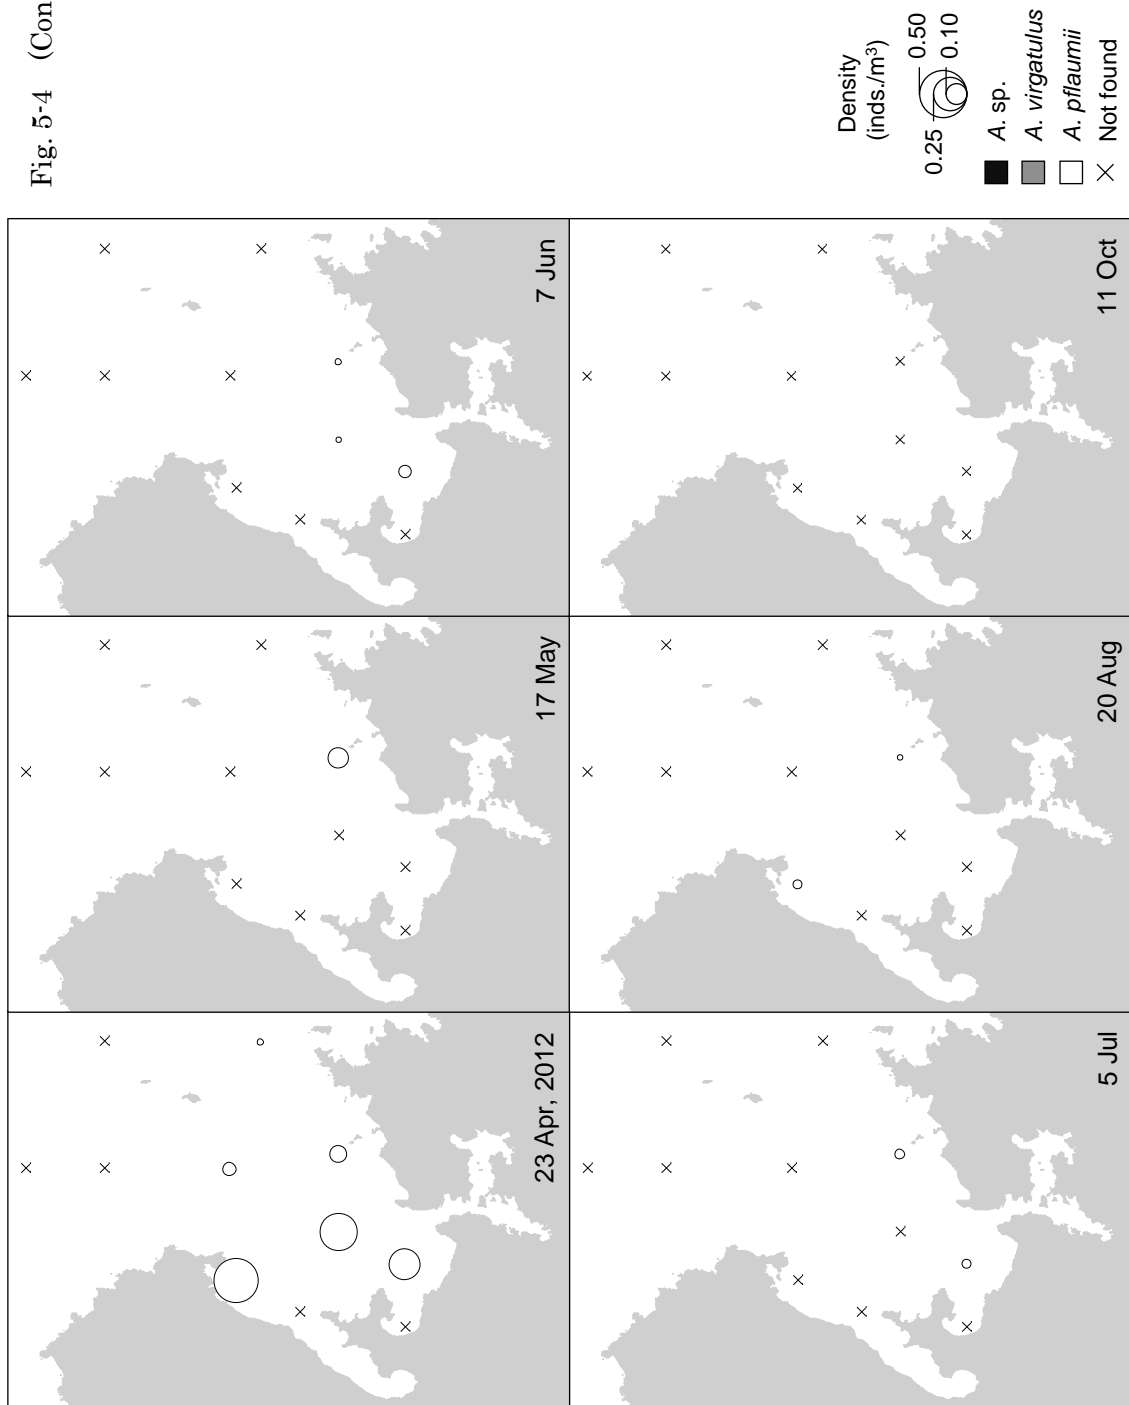 Fig. 5-4 (Con
23 Apr, 2012
17 May
7 Jun
5 Jul
20 Aug
11 Oct
Density
(inds./m³)
0.25
0.50
0.10
A. sp.
A. virgatulus
A. pflaumii
Not found